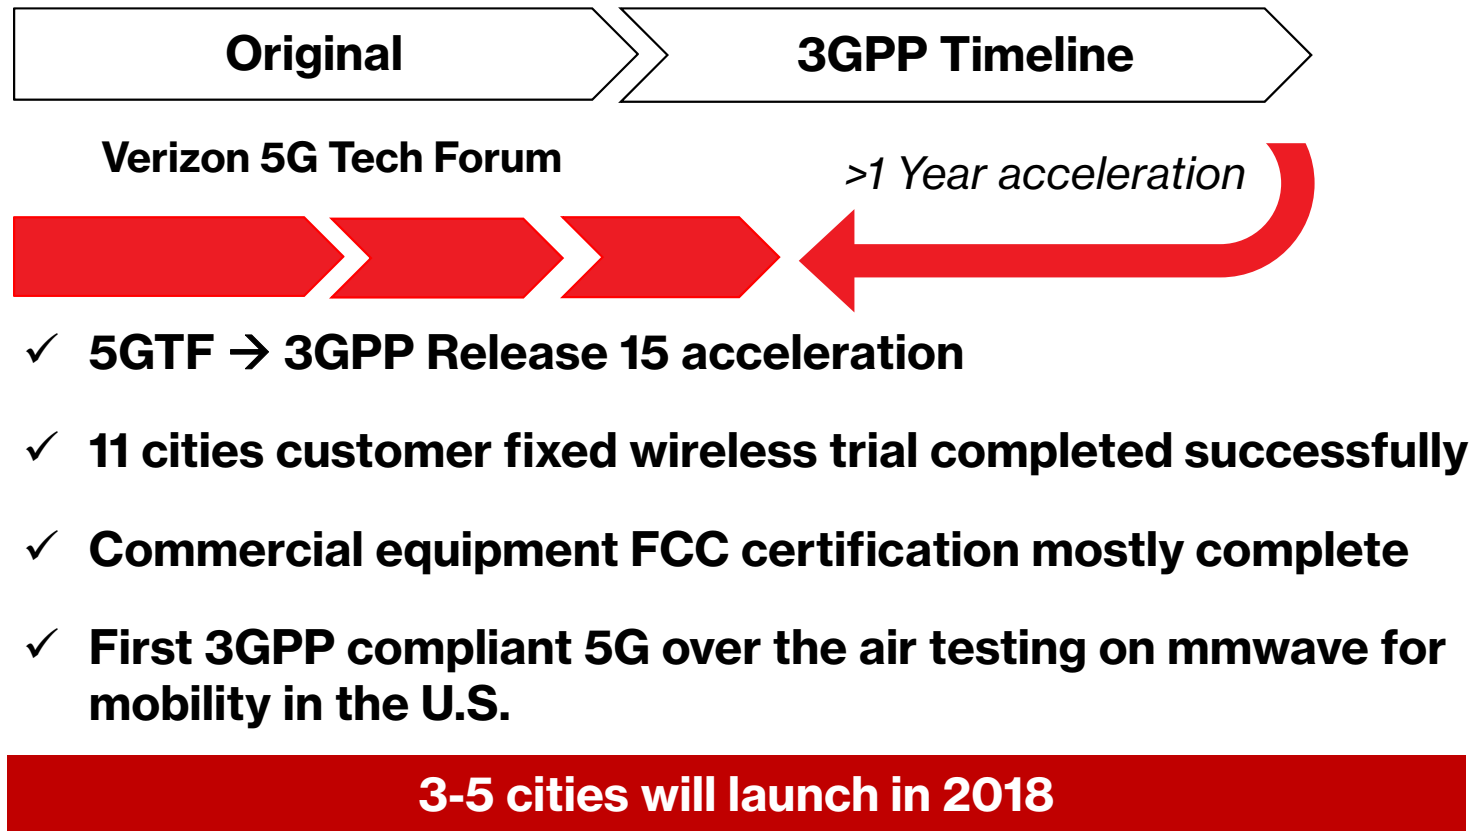 Original
3GPP Timeline
Verizon 5G Tech Forum
>1 Year acceleration
✓ 5GTF → 3GPP Release 15 acceleration
✓ 11 cities customer fixed wireless trial completed successfully
✓ Commercial equipment FCC certification mostly complete
✓ First 3GPP compliant 5G over the air testing on mmwave for
mobility in the U.S.
3-5 cities will launch in 2018